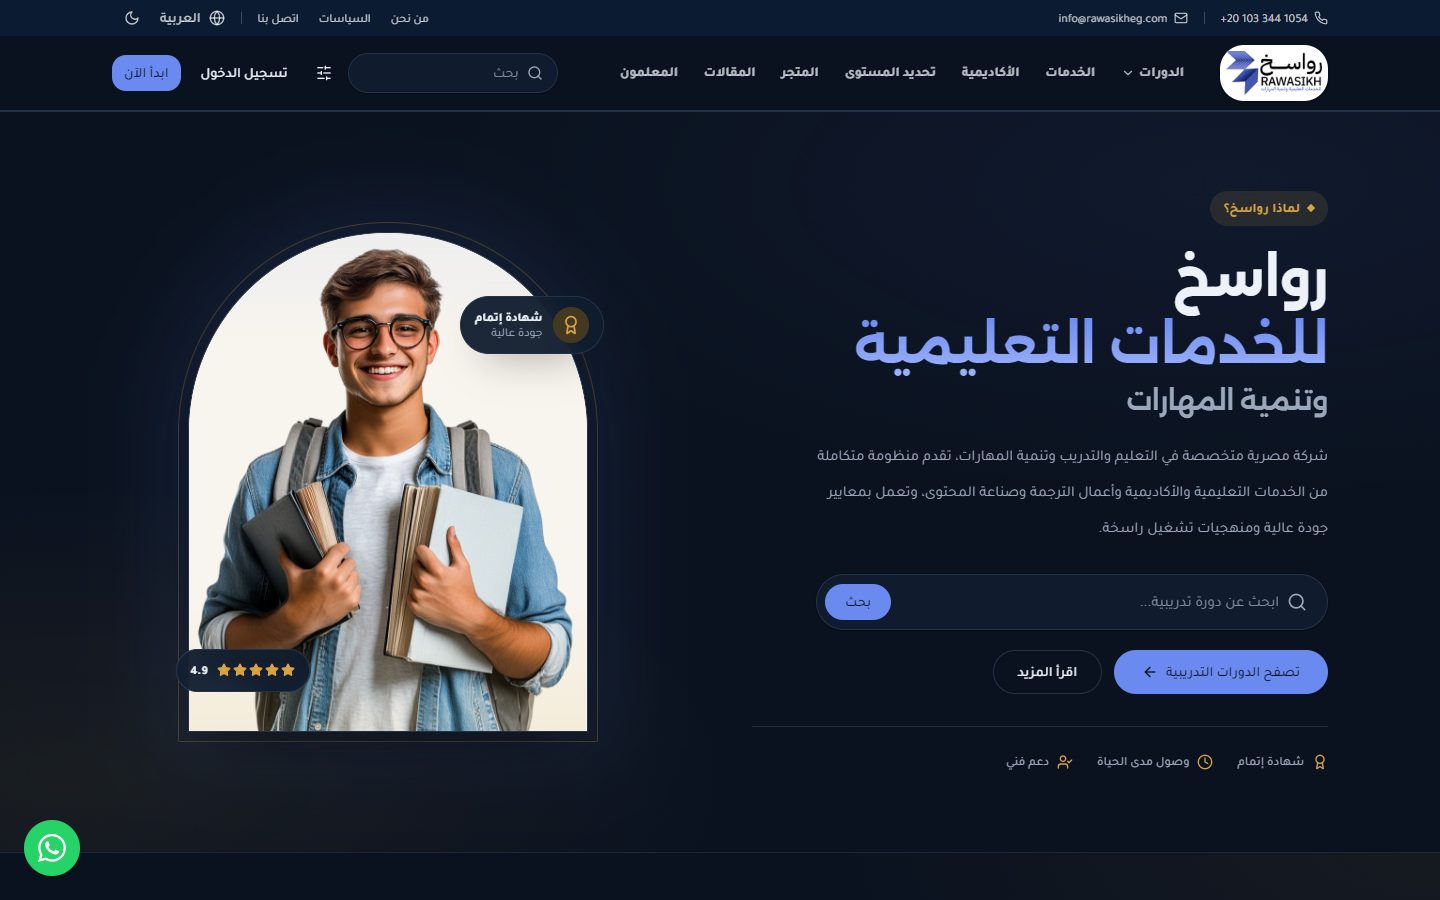 +20 103 344 1054
info@rawasikheg.com
من نحن
السياسات
اتصل بنا
العربية
رواسخ
RAWASIKH
الدورات
الخدمات
الأكاديمية
تحديد المستوى
المتجر
المقالات
المعلمون
بحث
تسجيل الدخول
ابدأ الآن
لماذا رواسخ؟
رواسخ
للخدمات التعليمية
وتنمية المهارات
شركة مصرية متخصصة في التعليم والتدريب وتنمية المهارات، تقدم منظومة متكاملة
من الخدمات التعليمية والأكاديمية وأعمال الترجمة وصناعة المحتوى، وتعمل بمعايير
جودة عالية ومنهجيات تشغيل راسخة.
ابحث عن دورة تدريبية...
بحث
تصفح الدورات التدريبية
اقرأ المزيد
شهادة إتمام
وصول مدى الحياة
دعم فني
شهادة إتمام
جودة عالية
4.9